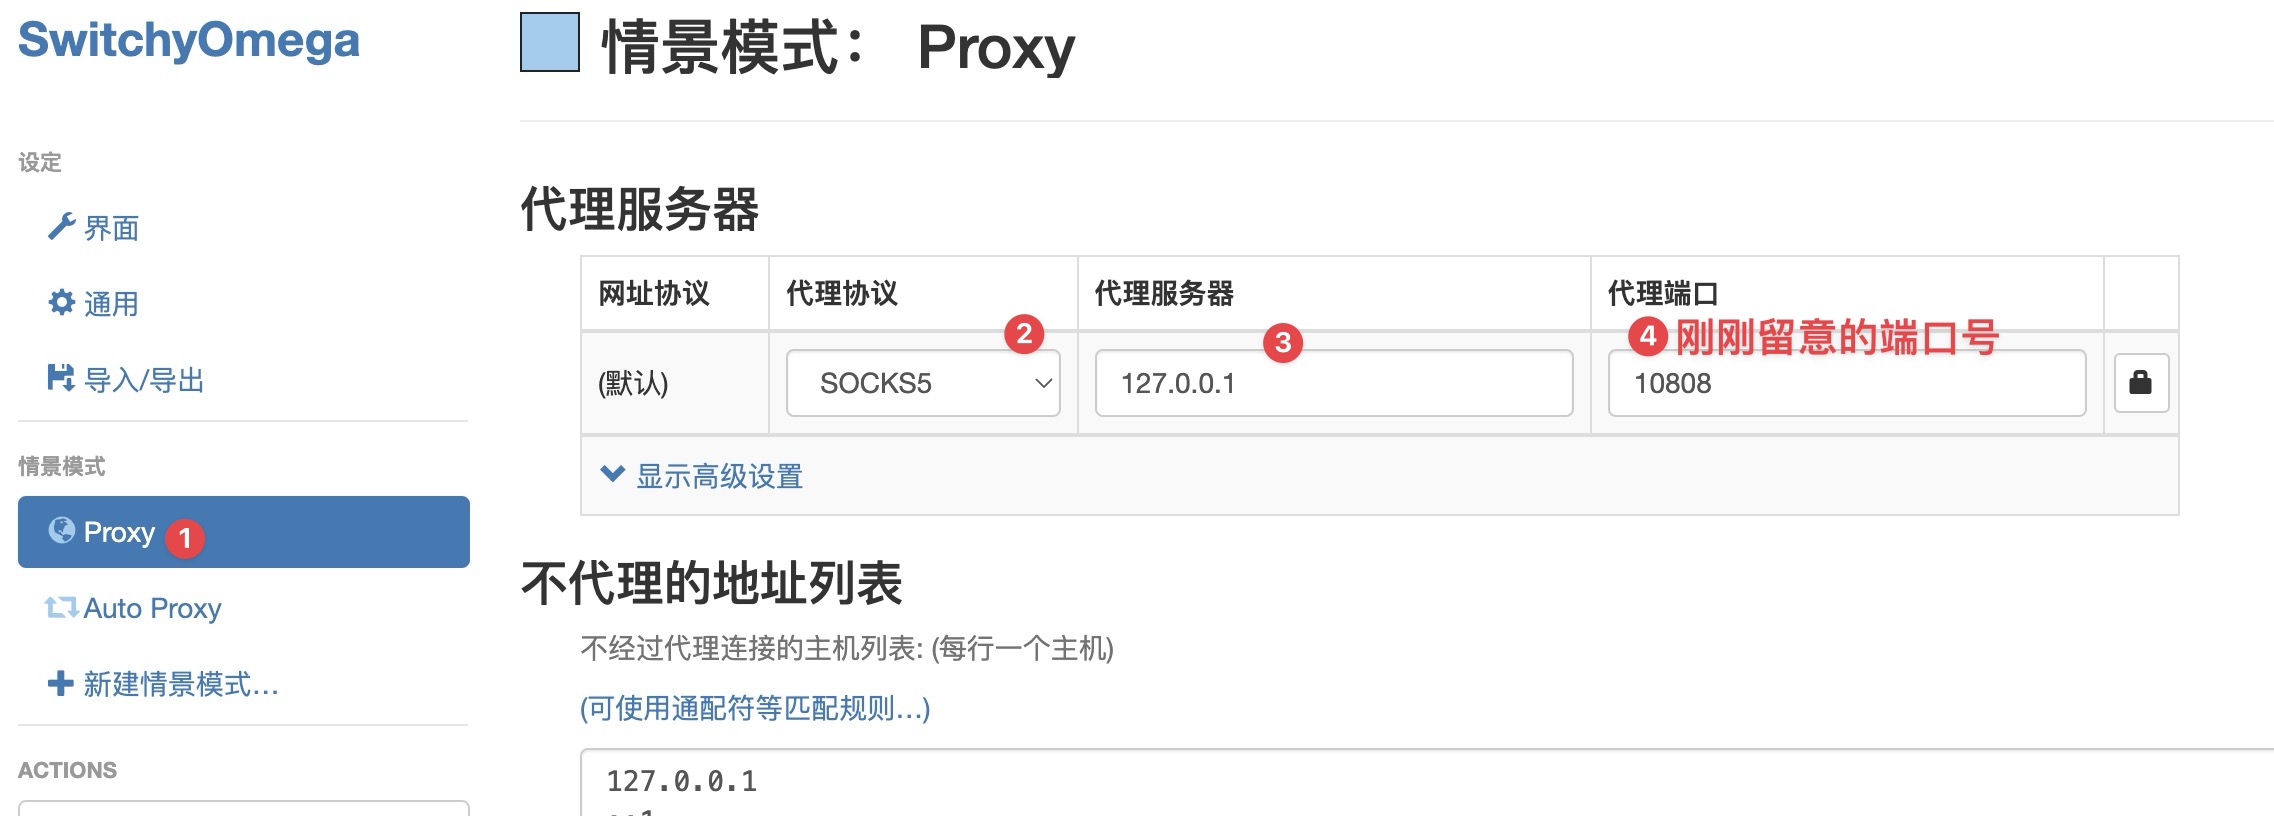 SwitchyOmega
设定
界面
通用
导入/导出
情景模式
Proxy 1
Auto Proxy
新建情景模式...
ACTIONS
情景模式： Proxy
代理服务器
网址协议 代理协议 代理服务器 代理端口
2 3 4 刚刚留意的端口号
(默认) SOCKS5 127.0.0.1 10808
显示高级设置
不代理的地址列表
不经过代理连接的主机列表: (每行一个主机)
(可使用通配符等匹配规则...)
127.0.0.1